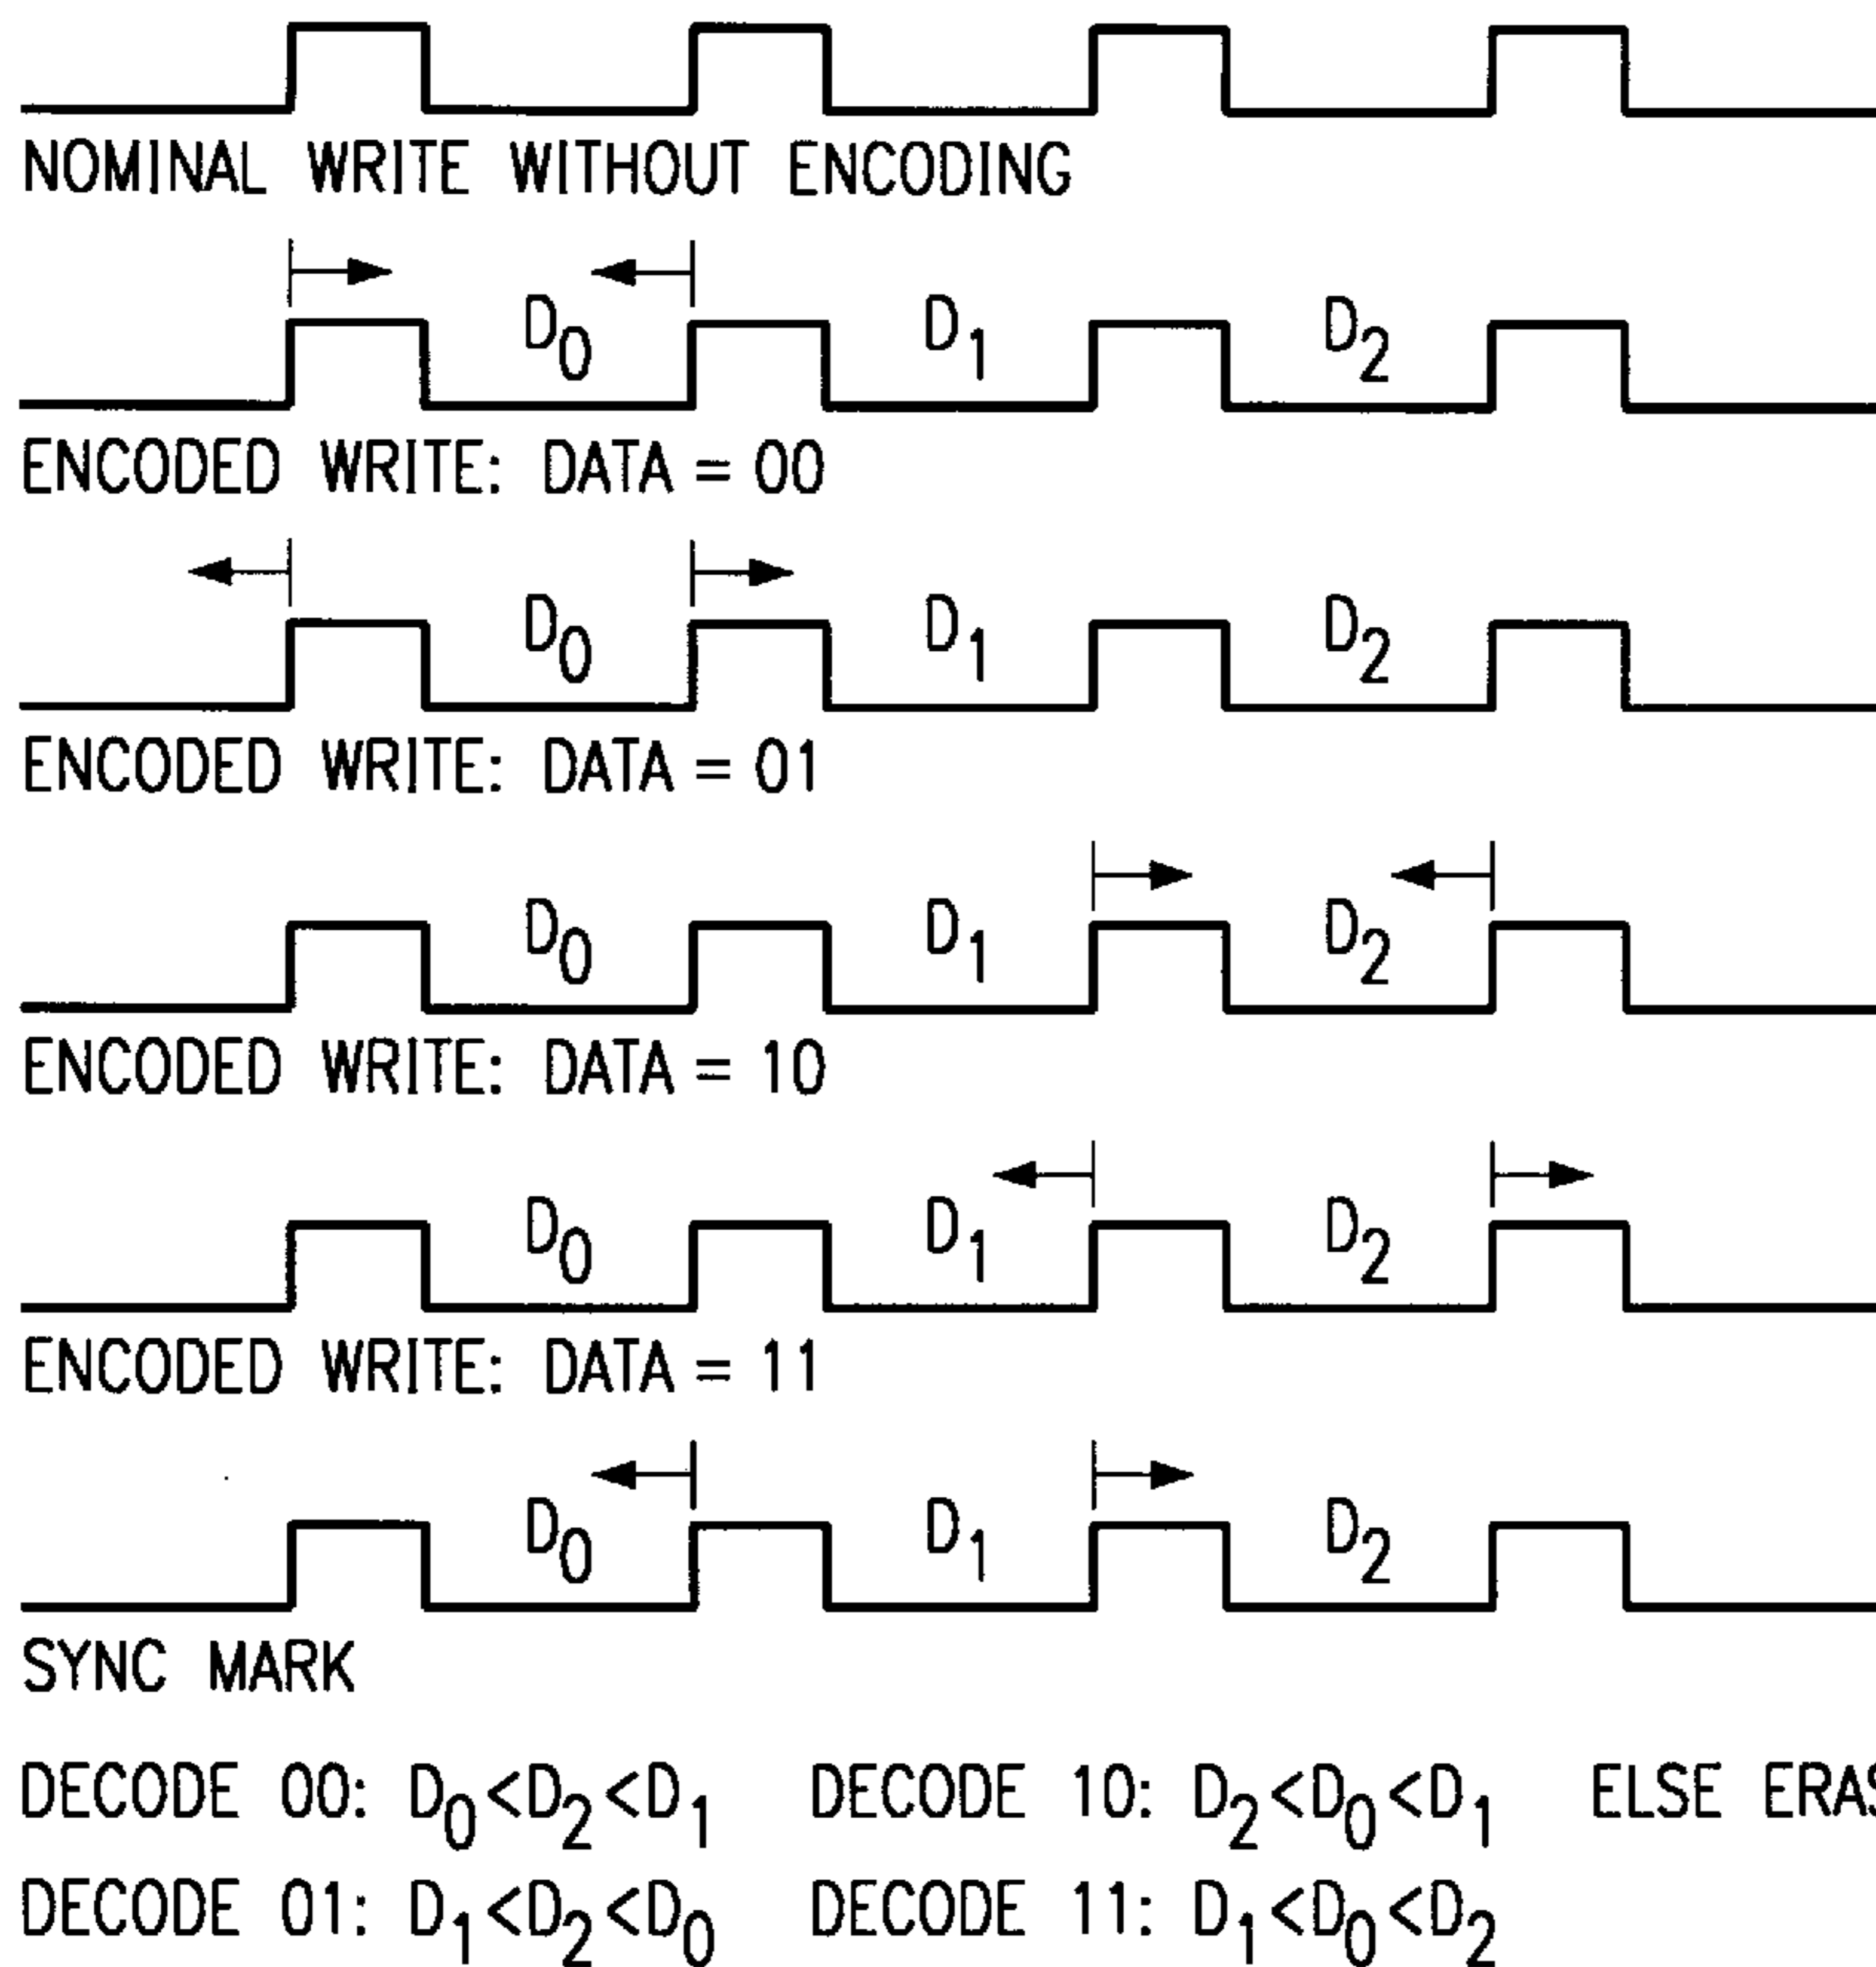 NOMINAL WRITE WITHOUT ENCODING
D0 D1 D2
ENCODED WRITE: DATA = 00
D0 D1 D2
ENCODED WRITE: DATA = 01
D0 D1 D2
ENCODED WRITE: DATA = 10
D0 D1 D2
ENCODED WRITE: DATA = 11
D0 D1 D2
SYNC MARK
DECODE 00: D0<D2<D1 DECODE 10: D2<D0<D1 ELSE
DECODE 01: D1<D2<D0 DECODE 11: D1<D0<D2